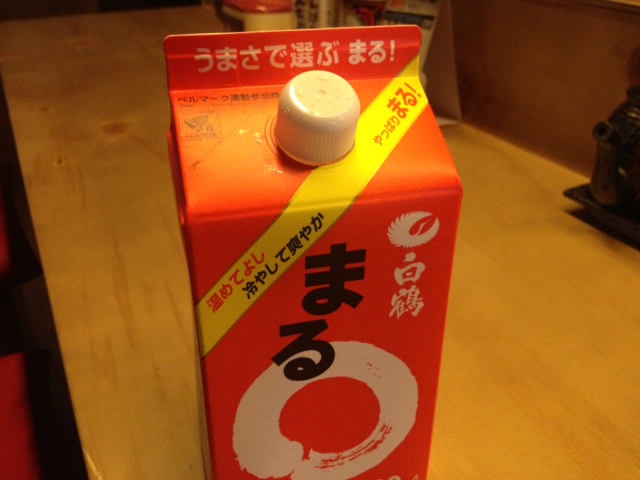 うまさで選ぶ まる!
ベルマーク運動参加商品
やっぱりまる!
温めてよし
冷やして爽やか
白鶴
まる